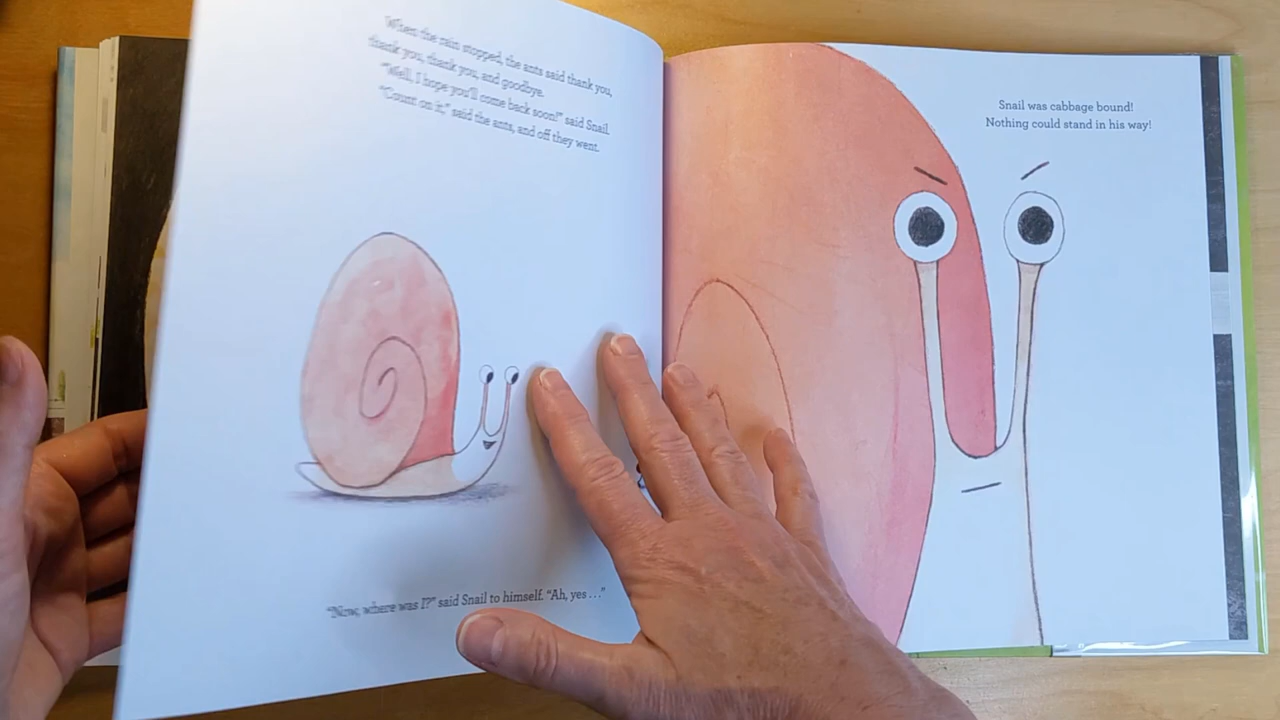 When the rain stopped, the ants said thank you,
thank you, thank you, and goodbye.
"Well, I hope you'll come back soon!" said Snail.
"Count on it," said the ants, and off they went.
"Now, where was I?" said Snail to himself. "Ah, yes . . ."
Snail was cabbage bound!
Nothing could stand in his way!